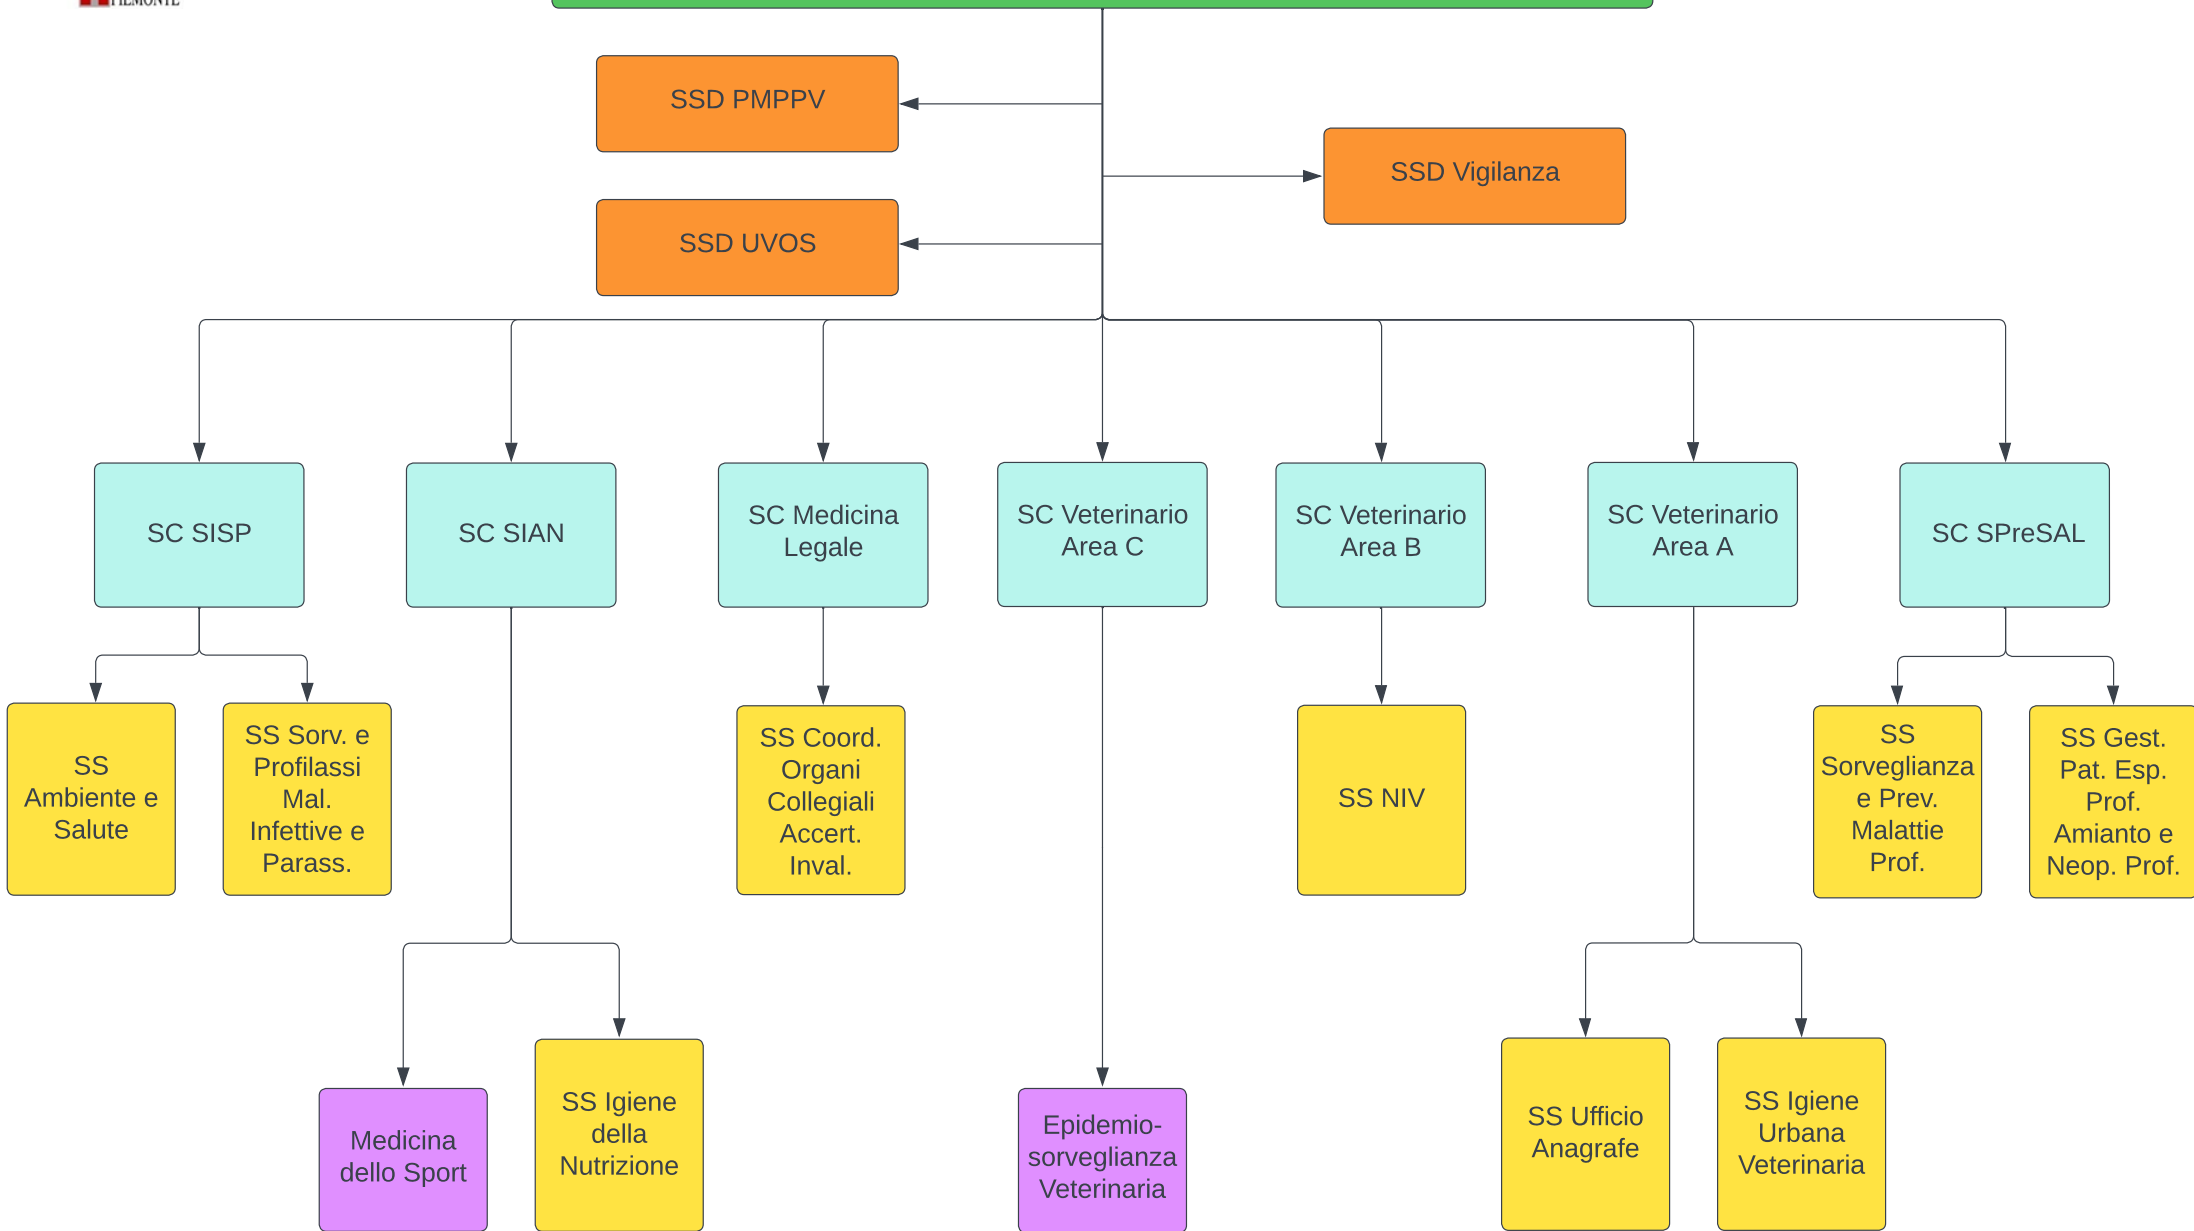 PIEMONTE
SSD PMPPV
SSD Vigilanza
SSD UVOS
SC SISP
SC SIAN
SC Medicina
Legale
SC Veterinario
Area C
SC Veterinario
Area B
SC Veterinario
Area A
SC SPreSAL
SS
Ambiente e
Salute
SS Sorv. e
Profilassi
Mal.
Infettive e
Parass.
SS Coord.
Organi
Collegiali
Accert.
Inval.
SS NIV
SS
Sorveglianza
e Prev.
Malattie
Prof.
SS Gest.
Pat. Esp.
Prof.
Amianto e
Neop. Prof.
Medicina
dello Sport
SS Igiene
della
Nutrizione
Epidemio-
sorveglianza
Veterinaria
SS Ufficio
Anagrafe
SS Igiene
Urbana
Veterinaria